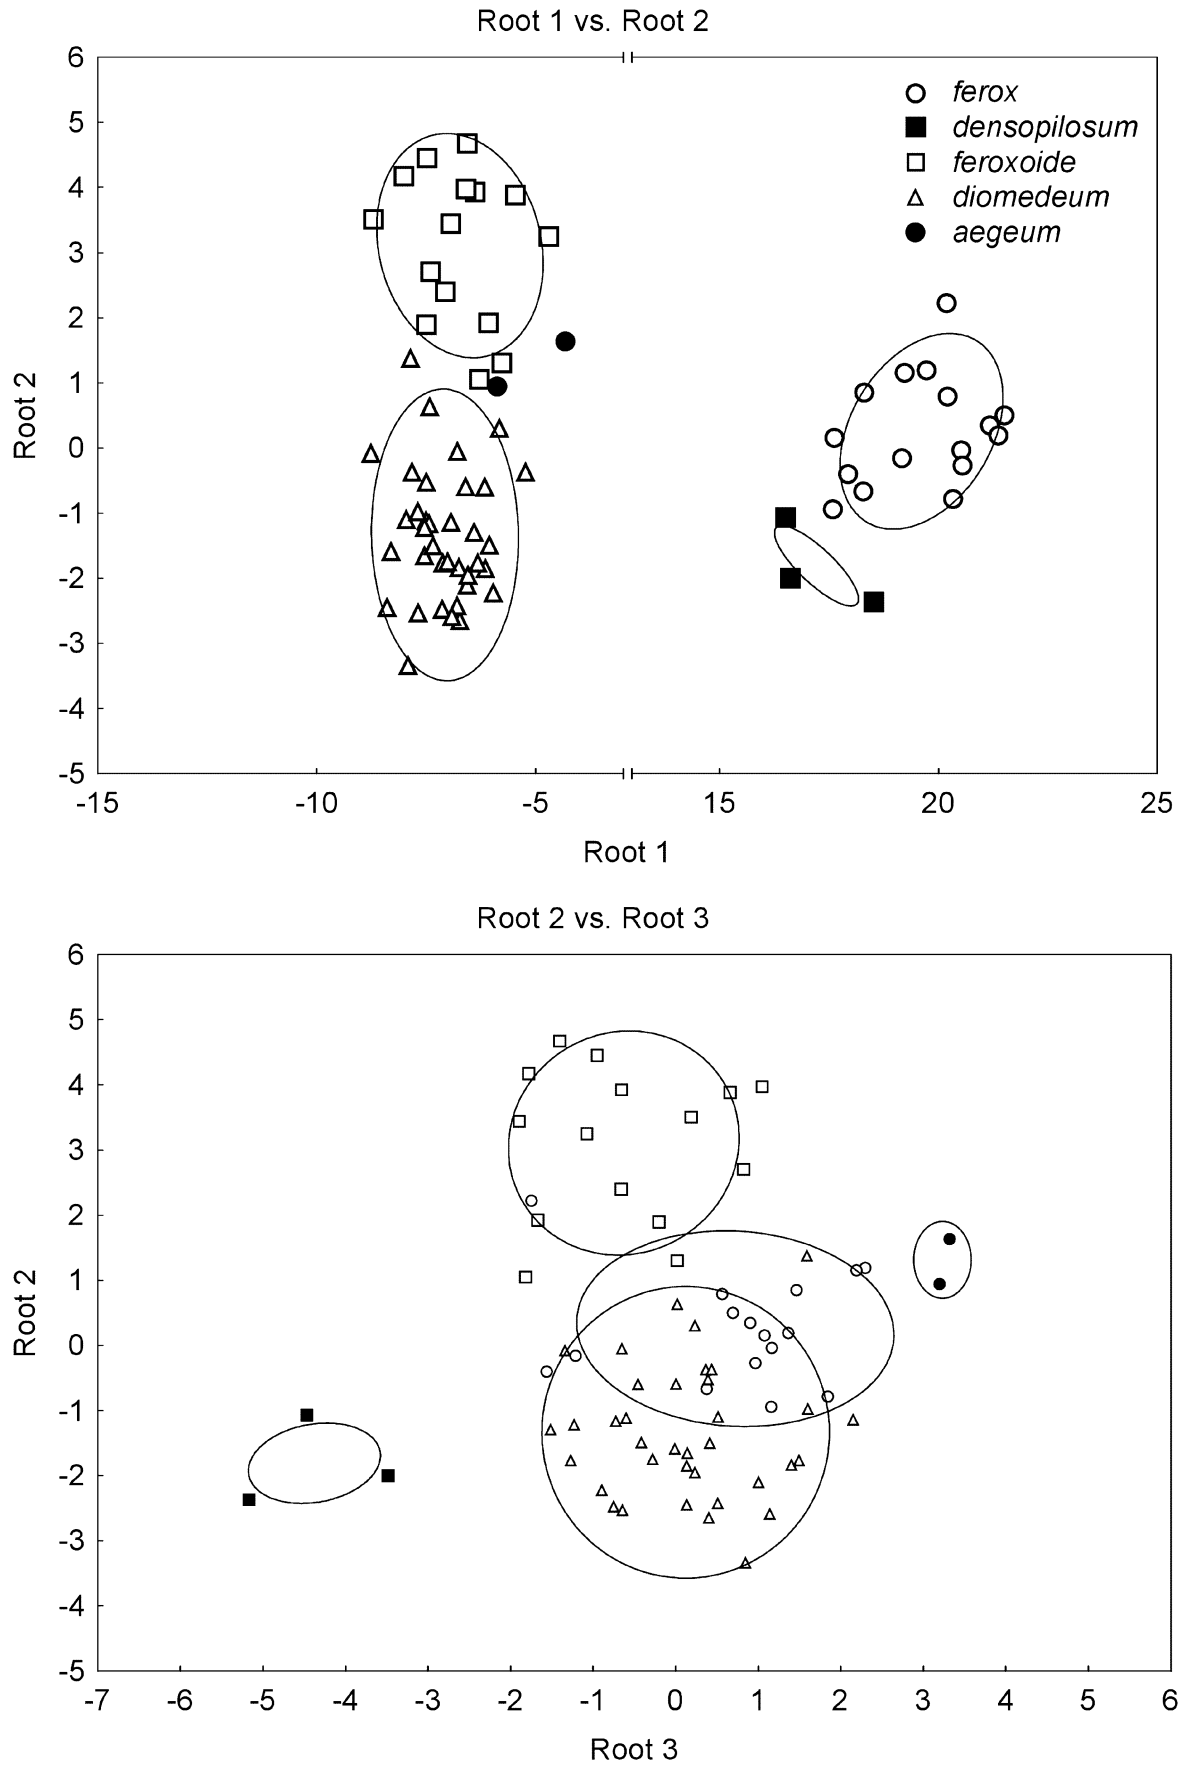 Root 1 vs. Root 2
6
5
4
3
2
1
0
-1
-2
-3
-4
-5
Root 2
ferox
densopilosum
feroxoide
diomedeum
aegeum
-15 -10 -5 15 20 25
Root 1
Root 2 vs. Root 3
6
5
4
3
2
1
0
-1
-2
-3
-4
-5
Root 2
-7 -6 -5 -4 -3 -2 -1 0 1 2 3 4 5 6
Root 3